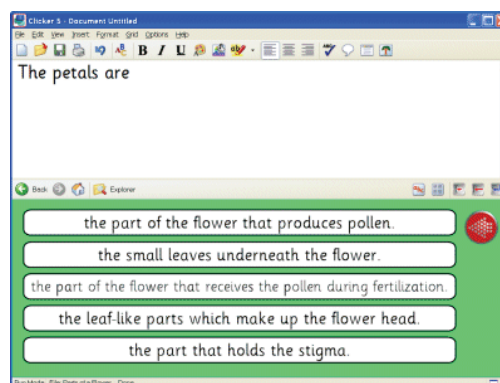 Clicker 5 - Document Untitled
File Edit View Insert Format Grid Options Help
B I U
The petals are
Back Explorer
the part of the flower that produces pollen.
the small leaves underneath the flower.
the part of the flower that receives the pollen during fertilization.
the leaf-like parts which make up the flower head.
the part that holds the stigma.